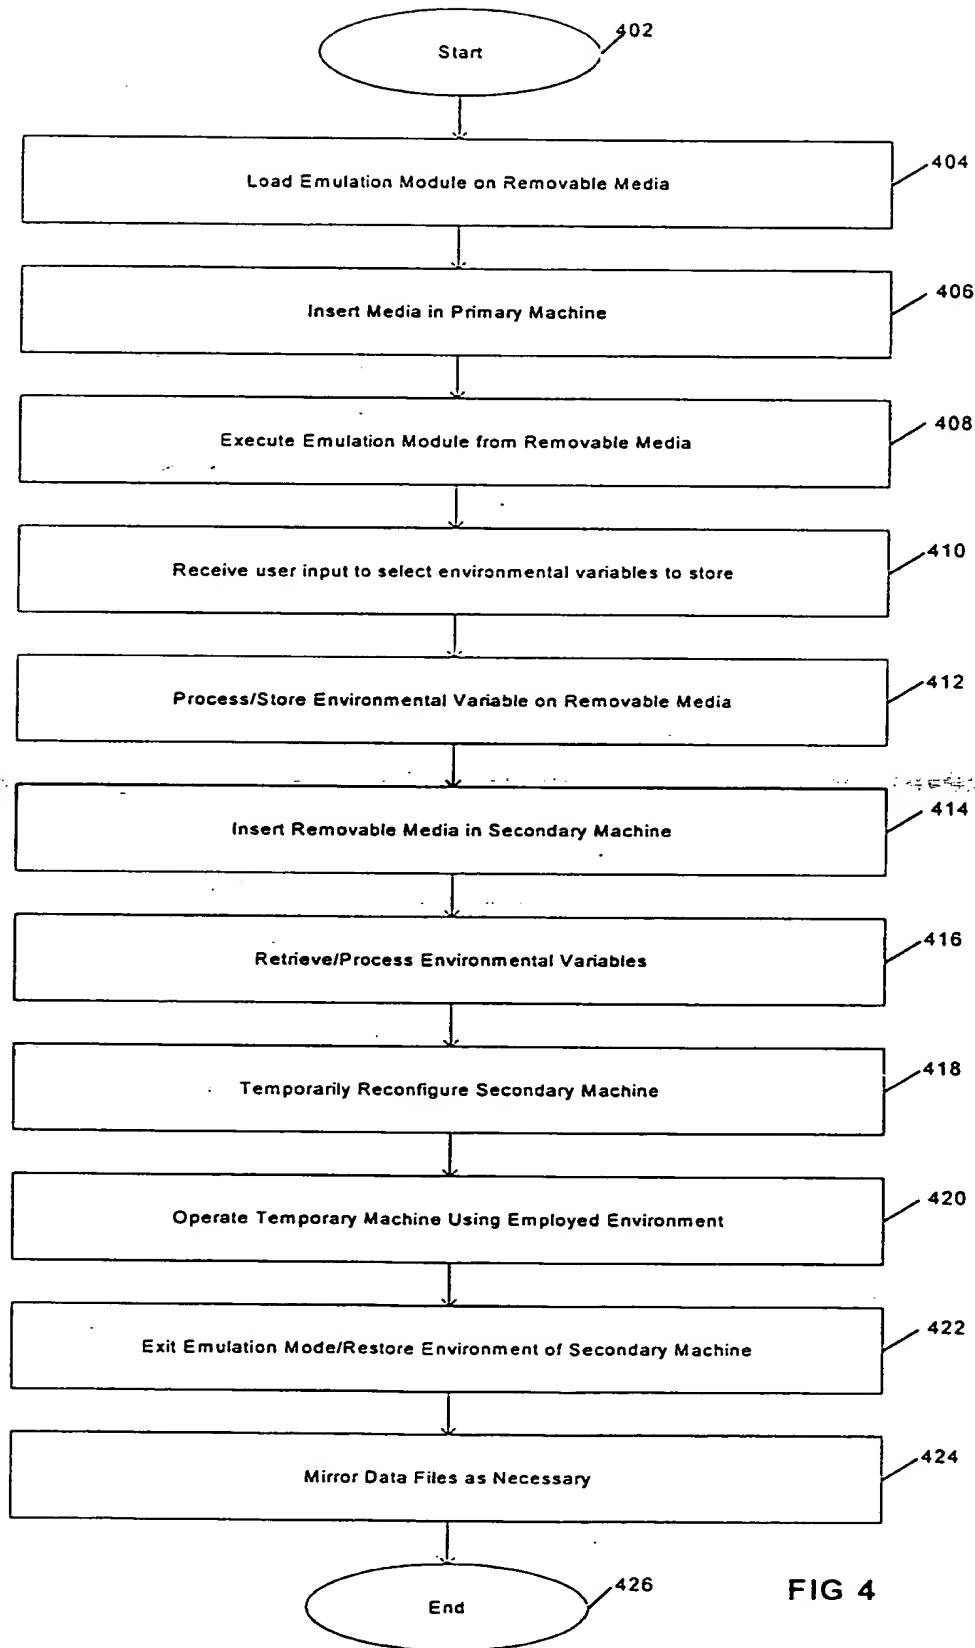 Start
402
Load Emulation Module on Removable Media
404
Insert Media in Primary Machine
406
Execute Emulation Module from Removable Media
408
Receive user input to select environmental variables to store
410
Process/Store Environmental Variable on Removable Media
412
Insert Removable Media in Secondary Machine
414
Retrieve/Process Environmental Variables
416
Temporarily Reconfigure Secondary Machine
418
Operate Temporary Machine Using Employed Environment
420
Exit Emulation Mode/Restore Environment of Secondary Machine
422
Mirror Data Files as Necessary
424
End
426
FIG 4